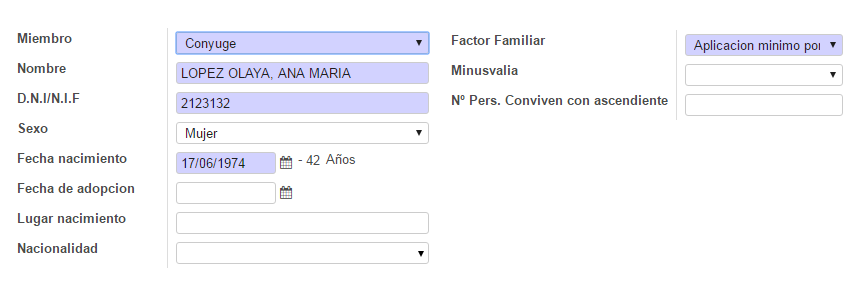 Miembro Conyuge
Nombre LOPEZ OLAYA, ANA MARIA
D.N.I/N.I.F 2123132
Sexo Mujer
Fecha nacimiento 17/06/1974 - 42 Años
Fecha de adopcion
Lugar nacimiento
Nacionalidad
Factor Familiar Aplicacion minimo por
Minusvalia
Nº Pers. Conviven con ascendiente